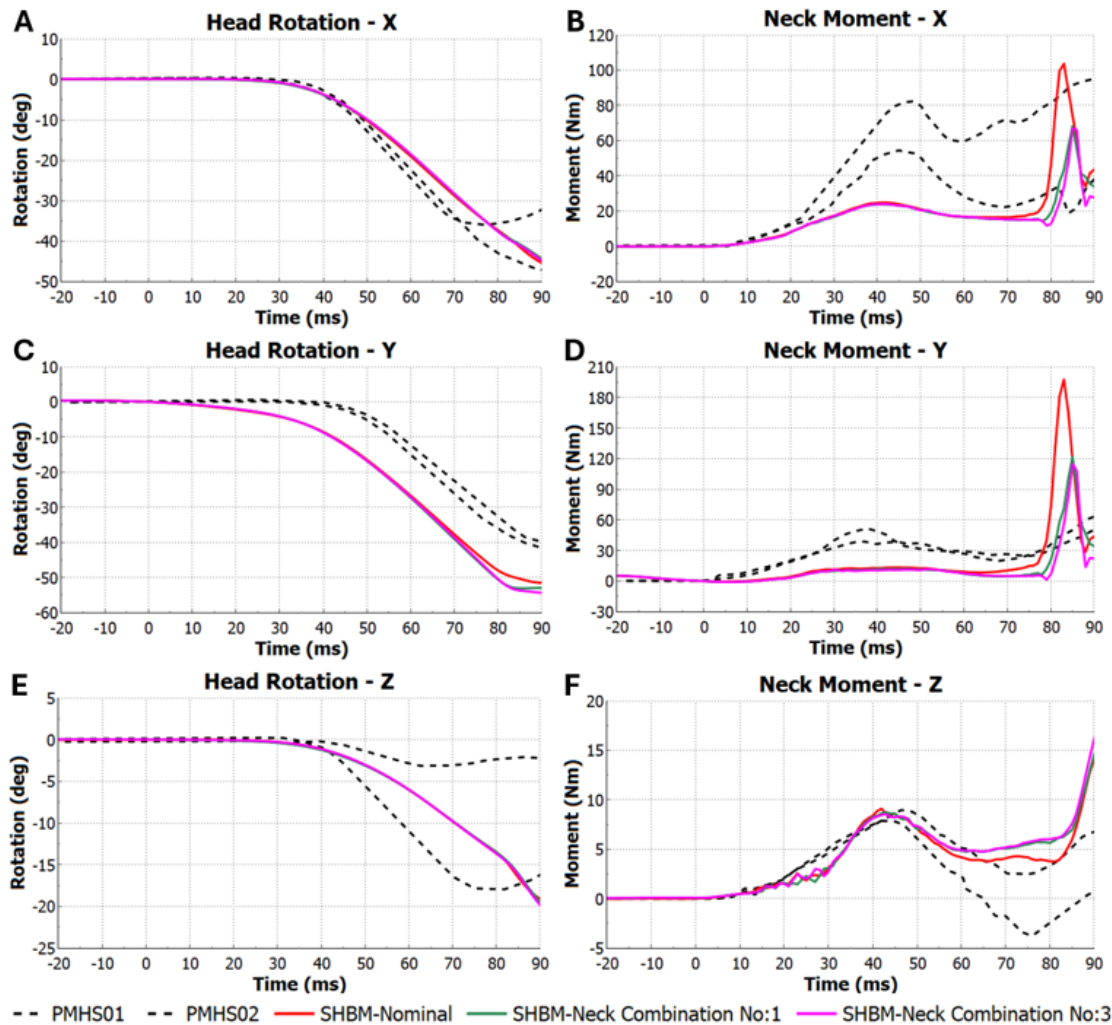 A Head Rotation - X
Rotation (deg)
10
0
-10
-20
-30
-40
-50
-20 -10 0 10 20 30 40 50 60 70 80 90
Time (ms)
B Neck Moment - X
Moment (Nm)
120
100
80
60
40
20
0
-20
-20 -10 0 10 20 30 40 50 60 70 80 90
Time (ms)
C Head Rotation - Y
Rotation (deg)
10
0
-10
-20
-30
-40
-50
-60
-20 -10 0 10 20 30 40 50 60 70 80 90
Time (ms)
D Neck Moment - Y
Moment (Nm)
210
180
150
120
90
60
30
0
-30
-20 -10 0 10 20 30 40 50 60 70 80 90
Time (ms)
E Head Rotation - Z
Rotation (deg)
5
0
-5
-10
-15
-20
-25
-20 -10 0 10 20 30 40 50 60 70 80 90
Time (ms)
F Neck Moment - Z
Moment (Nm)
20
15
10
5
0
-5
-20 -10 0 10 20 30 40 50 60 70 80 90
Time (ms)
PMHS01 PMHS02 SHBM-Nominal SHBM-Neck Combination No:1 SHBM-Neck Combination No:3